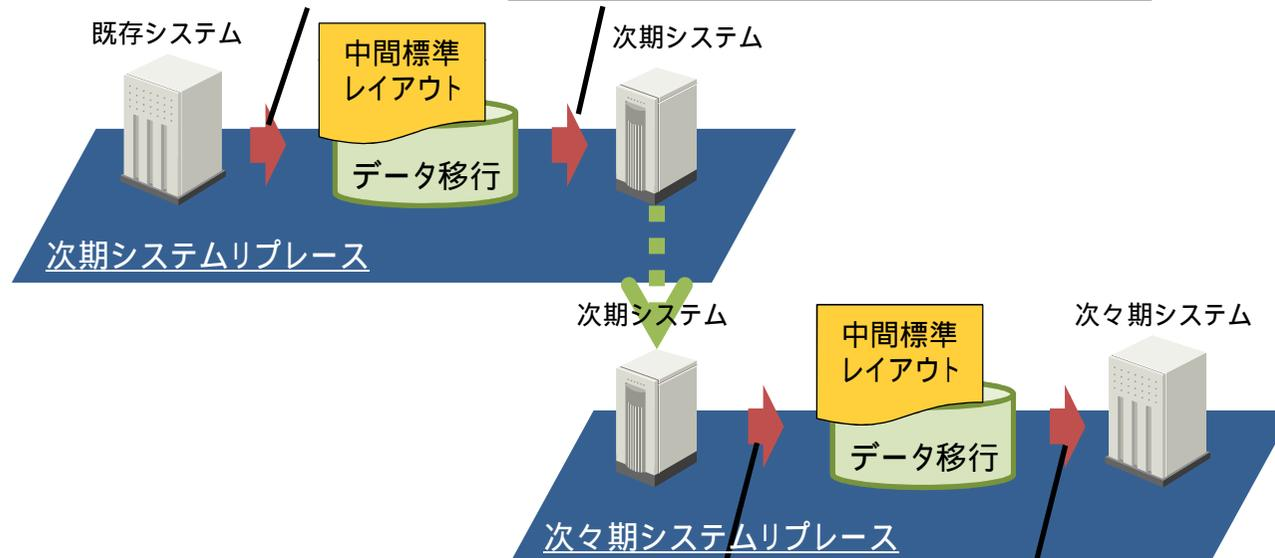 既存システム
中間標準
レイアウト
次期システム
データ移行
次期システムリプレース
次期システム
中間標準
レイアウト
次々期システム
データ移行
次々期システムリプレース